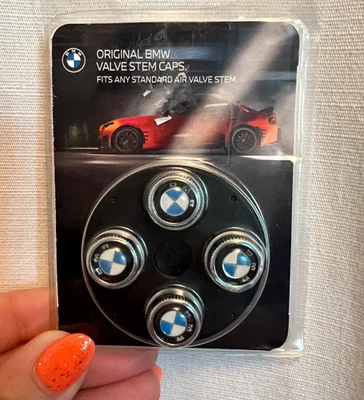 ORIGINAL BMW
VALVE STEM CAPS.
FITS ANY STANDARD AIR VALVE STEM